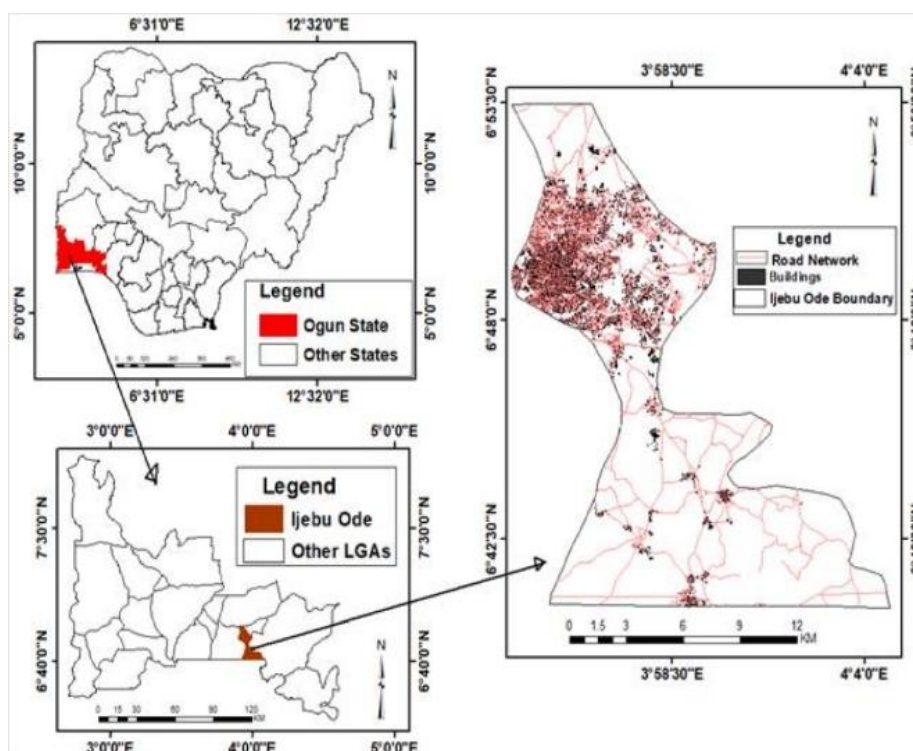 6°31'0"E 12°32'0"E
N
10°0'0"N 10°0'0"N
5°0'0"N 5°0'0"N
Legend
Ogun State
Other States
6°31'0"E 12°32'0"E
3°0'0"E 4°0'0"E 5°0'0"E
Legend
Ijebu Ode
Other LGAs
7°30'0"N 7°30'0"N
6°40'0"N 6°40'0"N
N
0 15 30 60 90 120
KM
3°0'0"E 4°0'0"E 5°0'0"E
3°58'30"E 4°4'0"E
6°53'30"N
N
Legend
Road Network
Buildings
Ijebu Ode Boundary
6°48'0"N
6°42'30"N
0 1.5 3 6 9 12
KM
3°58'30"E 4°4'0"E